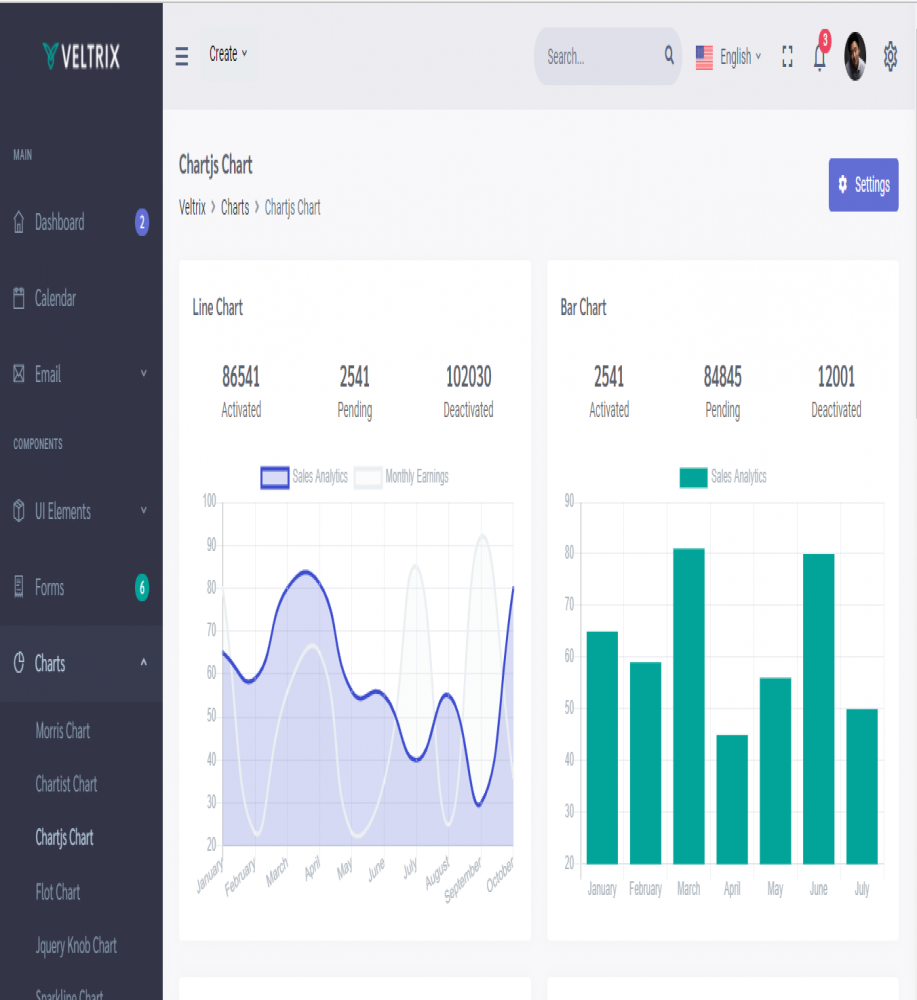 VELTRIX
Create
Search...
English
3
MAIN
Dashboard
2
Calendar
Email
COMPONENTS
UI Elements
Forms
6
Charts
Morris Chart
Chartist Chart
Chartjs Chart
Flot Chart
Jquery Knob Chart
Sparkline Chart
Chartjs Chart
Veltrix > Charts > Chartjs Chart
Settings
Line Chart
86541 2541 102030
Activated Pending Deactivated
Sales Analytics Monthly Earnings
100
90
80
70
60
50
40
30
20
January February March April May June July August September October
Bar Chart
2541 84845 12001
Activated Pending Deactivated
Sales Analytics
90
80
70
60
50
40
30
20
January February March April May June July